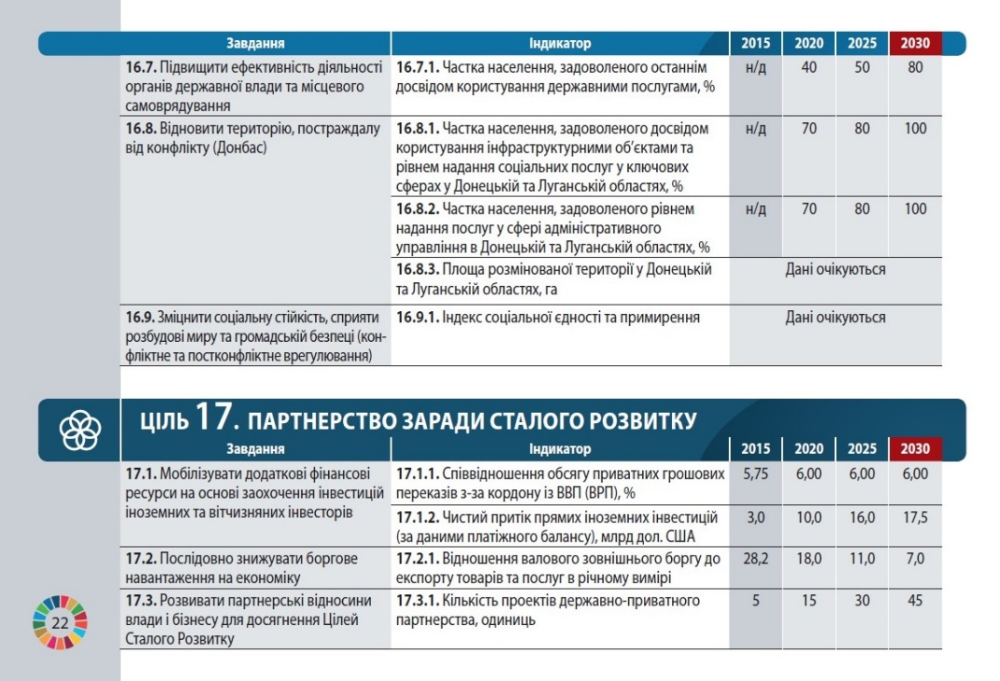 Завдання Індикатор 2015 2020 2025 2030
16.7. Підвищити ефективність діяльності
органів державної влади та місцевого
самоврядування
16.7.1. Частка населення, задоволеного останнім
досвідом користування державними послугами, %
н/д 40 50 80
16.8. Відновити територію, постраждалу
від конфлікту (Донбас)
16.8.1. Частка населення, задоволеного досвідом
користування інфраструктурними об’єктами та
рівнем надання соціальних послуг у ключових
сферах у Донецькій та Луганській областях, %
н/д 70 80 100
16.8.2. Частка населення, задоволеного рівнем
надання послуг у сфері адміністративного
управління в Донецькій та Луганській областях, %
н/д 70 80 100
16.8.3. Площа розмінованої території у Донецькій
та Луганській областях, га
Дані очікуються
16.9. Зміцнити соціальну стійкість, сприяти
розбудові миру та громадській безпеці (кон-
фліктне та постконфліктне врегулювання)
16.9.1. Індекс соціальної єдності та примирення
Дані очікуються
ЦІЛЬ 17. ПАРТНЕРСТВО ЗАРАДИ СТАЛОГО РОЗВИТКУ
Завдання Індикатор 2015 2020 2025 2030
17.1. Мобілізувати додаткові фінансові
ресурси на основі заохочення інвестицій
іноземних та вітчизняних інвесторів
17.1.1. Співвідношення обсягу приватних грошових
переказів з-за кордону із ВВП (ВРП), %
5,75 6,00 6,00 6,00
17.1.2. Чистий притік прямих іноземних інвестицій
(за даними платіжного балансу), млрд дол. США
3,0 10,0 16,0 17,5
17.2. Послідовно знижувати боргове
навантаження на економіку
17.2.1. Відношення валового зовнішнього боргу до
експорту товарів та послуг в річному вимірі
28,2 18,0 11,0 7,0
17.3. Розвивати партнерські відносини
влади і бізнесу для досягнення Цілей
Сталого Розвитку
17.3.1. Кількість проектів державно-приватного
партнерства, одиниць
5 15 30 45
22